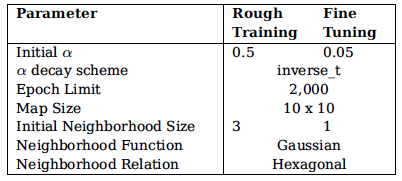 Parameter Rough Fine
Training Tuning
Initial α 0.5 0.05
α decay scheme inverse_t
Epoch Limit 2,000
Map Size 10 x 10
Initial Neighborhood Size 3 1
Neighborhood Function Gaussian
Neighborhood Relation Hexagonal